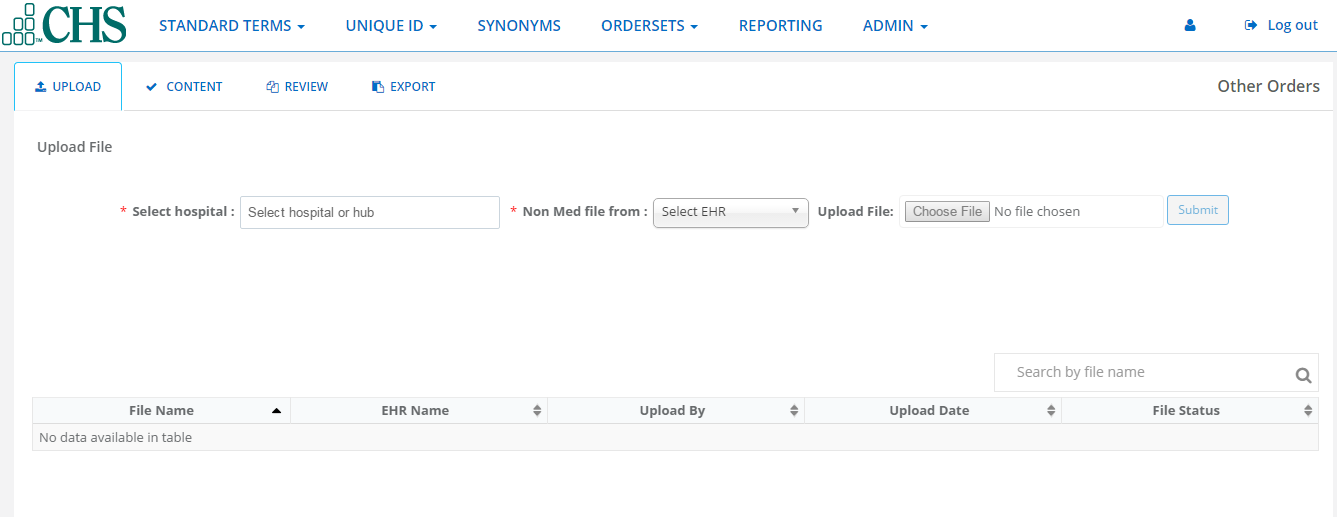 CHS STANDARD TERMS UNIQUE ID SYNONYMS ORDERSETS REPORTING ADMIN Log out
™
UPLOAD CONTENT REVIEW EXPORT Other Orders
Upload File
* Select hospital : Select hospital or hub * Non Med file from : Select EHR Upload File: Choose File No file chosen Submit
Search by file name
File Name EHR Name Upload By Upload Date File Status
No data available in table